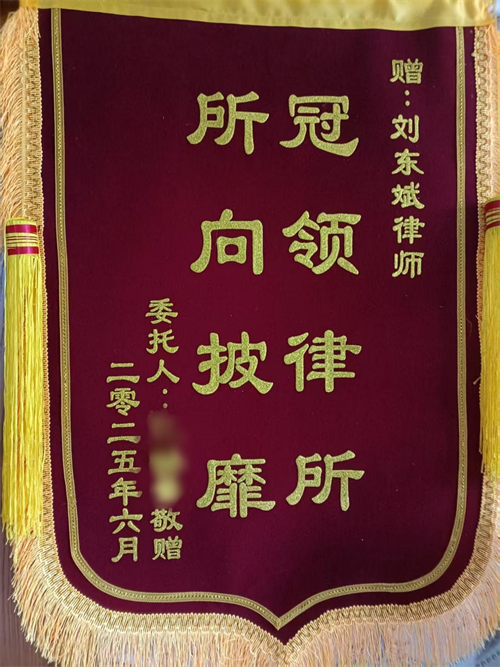 赠：刘东斌律师
冠领律所
所向披靡
委托人：敬赠
二零二五年六月